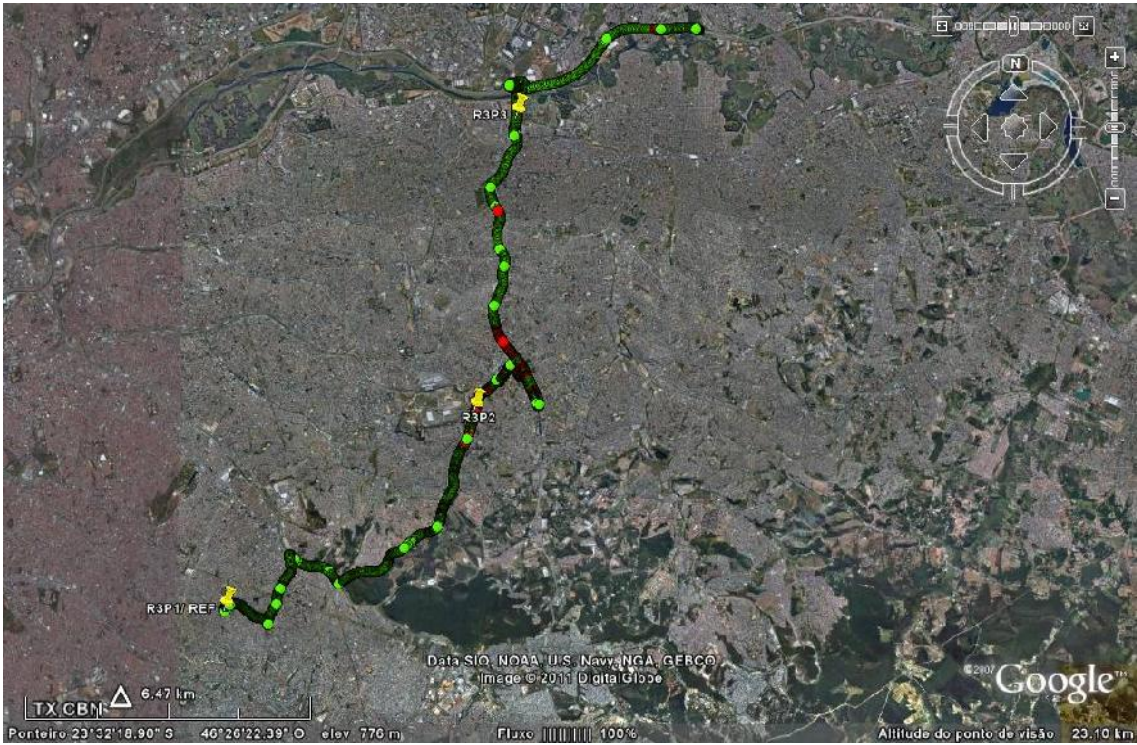 N
R3P3
R3P2
R3P1/ REF
Data SIO, NOAA, U.S. Navy, NGA, GEBCO
Image © 2011 DigitalGlobe
©2007 Google™
6.47 km
TX CBN
Ponteiro 23°32'18.90" S 46°26'22.39" O elev 776 m Fluxo 100% Altitude do ponto de visão 23.10 km